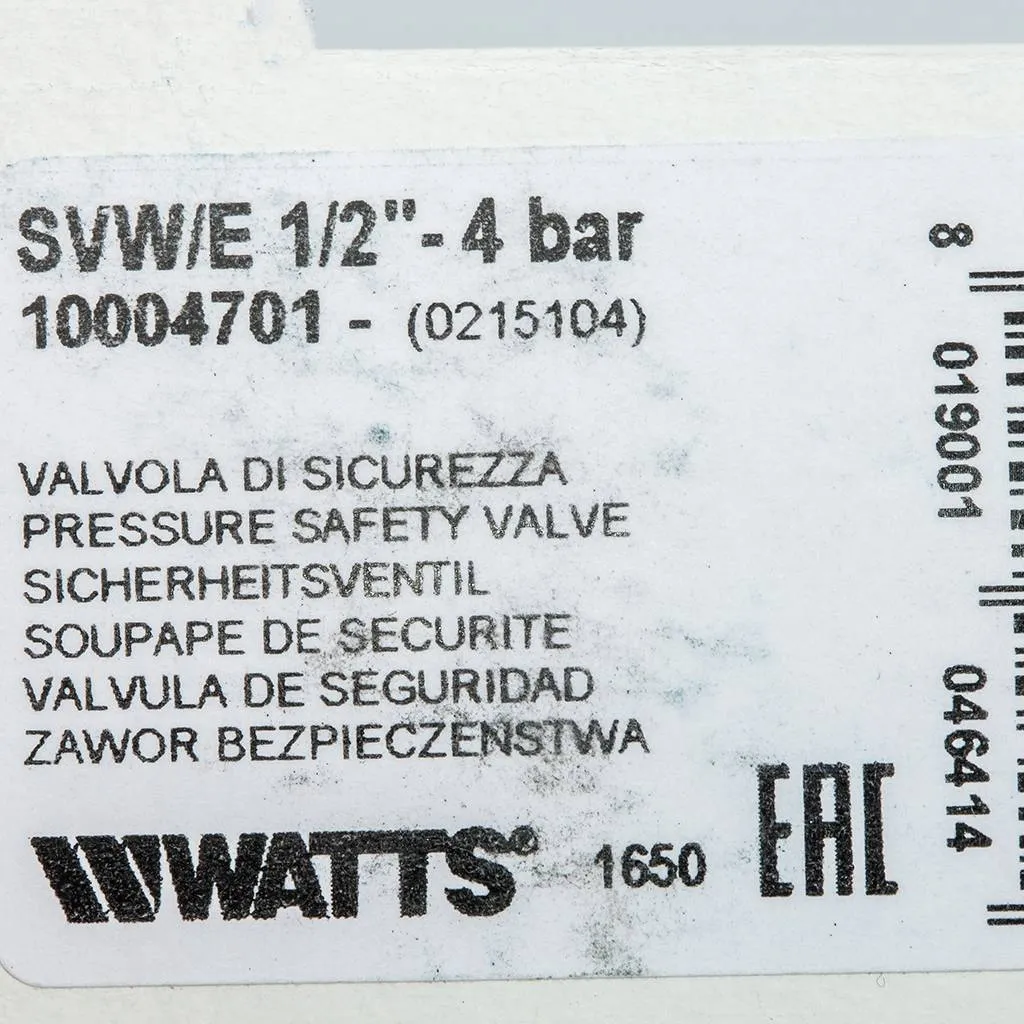 SVW/E 1/2"- 4 bar
10004701 - (0215104)
VALVOLA DI SICUREZZA
PRESSURE SAFETY VALVE
SICHERHEITSVENTIL
SOUPAPE DE SECURITE
VALVULA DE SEGURIDAD
ZAWOR BEZPIECZENSTWA
WATTS®
1650
EAC
8 019001 046414